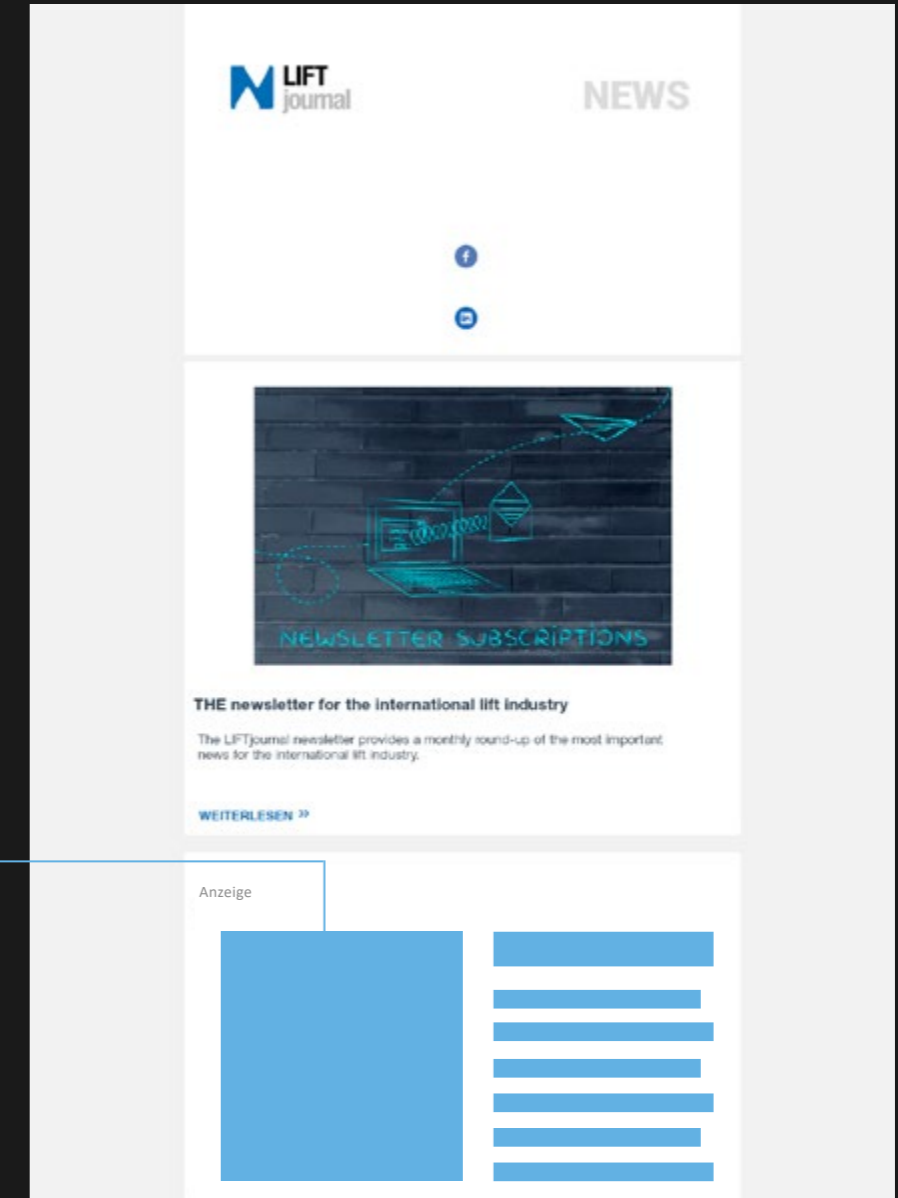 LIFT
journal
NEWS
NEWSLETTER SUBSCRIPTIONS
THE newsletter for the international lift industry
The LIFTjournal newsletter provides a monthly round-up of the most important
news for the international lift industry.
WEITERLESEN »
Anzeige